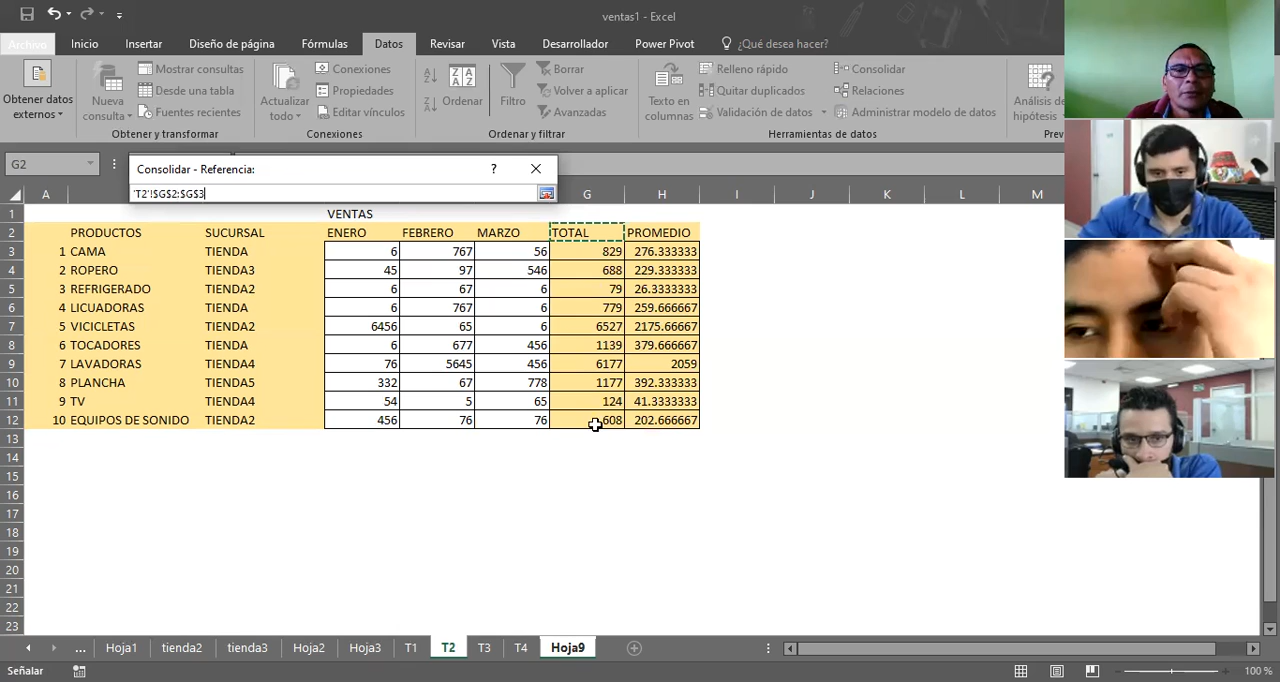 ventas1 - Excel
Archivo Inicio Insertar Diseño de página Fórmulas Datos Revisar Vista Desarrollador Power Pivot ¿Qué desea hacer?
Obtener datos externos
Nueva consulta
Mostrar consultas
Desde una tabla
Fuentes recientes
Obtener y transformar
Actualizar todo
Conexiones
Propiedades
Editar vínculos
Conexiones
Ordenar
Filtro
Borrar
Volver a aplicar
Avanzadas
Ordenar y filtrar
Texto en columnas
Relleno rápido
Quitar duplicados
Validación de datos
Consolidar
Relaciones
Administrar modelo de datos
Herramientas de datos
Análisis de hipótesis
Prev
G2
Consolidar - Referencia: ?
'T2'!$G$2:$G$3
A G H I J K L M
1 VENTAS
2 PRODUCTOS SUCURSAL ENERO FEBRERO MARZO TOTAL PROMEDIO
3 1 CAMA TIENDA 6 767 56 829 276.333333
4 2 ROPERO TIENDA3 45 97 546 688 229.333333
5 3 REFRIGERADO TIENDA2 6 67 6 79 26.3333333
6 4 LICUADORAS TIENDA 6 767 6 779 259.666667
7 5 VICICLETAS TIENDA2 6456 65 6 6527 2175.66667
8 6 TOCADORES TIENDA 6 677 456 1139 379.666667
9 7 LAVADORAS TIENDA4 76 5645 456 6177 2059
10 8 PLANCHA TIENDA5 332 67 778 1177 392.333333
11 9 TV TIENDA4 54 5 65 124 41.3333333
12 10 EQUIPOS DE SONIDO TIENDA2 456 76 76 608 202.666667
13
14
15
16
17
18
19
20
21
22
23
... Hoja1 tienda2 tienda3 Hoja2 Hoja3 T1 T2 T3 T4 Hoja9
Señalar 100 %